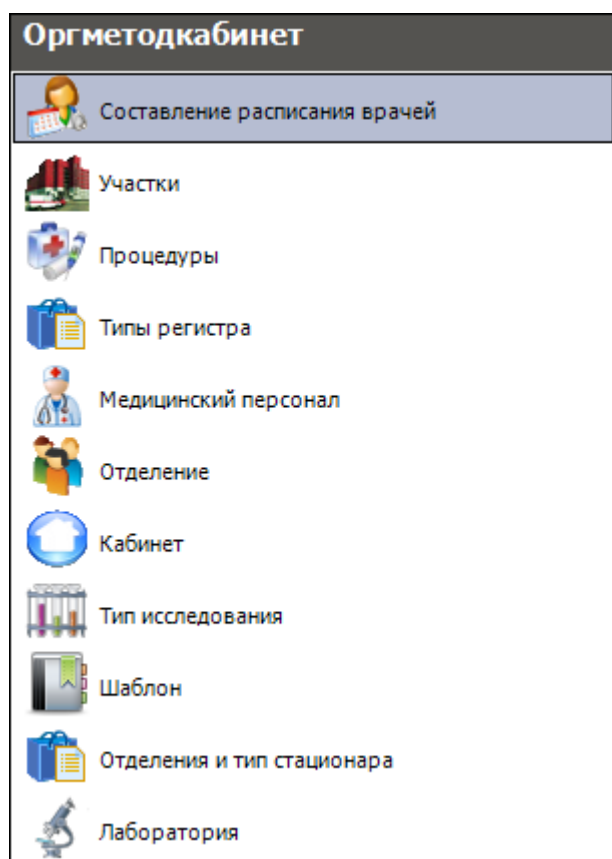 Оргметодкабинет
Составление расписания врачей
Участки
Процедуры
Типы регистра
Медицинский персонал
Отделение
Кабинет
Тип исследования
Шаблон
Отделения и тип стационара
Лаборатория